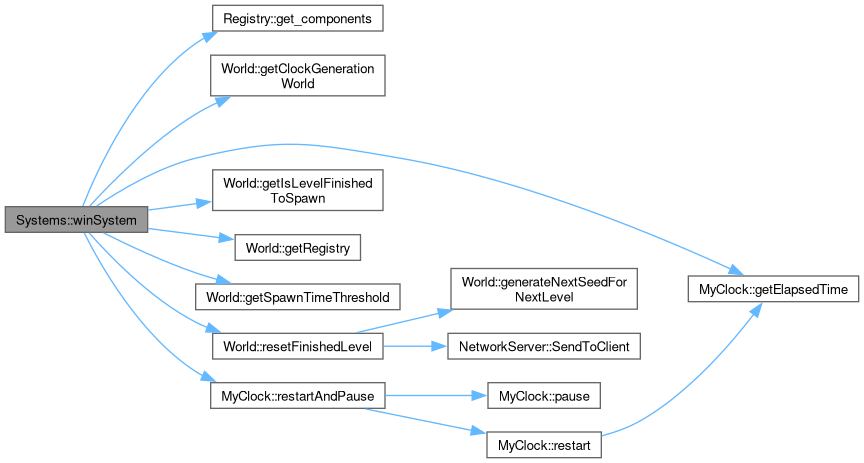 Registry::get_components
World::getClockGeneration
World
World::getIsLevelFinished
ToSpawn
Systems::winSystem
World::getRegistry
World::generateNextSeedFor
NextLevel
MyClock::getElapsedTime
World::getSpawnTimeThreshold
World::resetFinishedLevel
NetworkServer::SendToClient
MyClock::restartAndPause
MyClock::pause
MyClock::restart